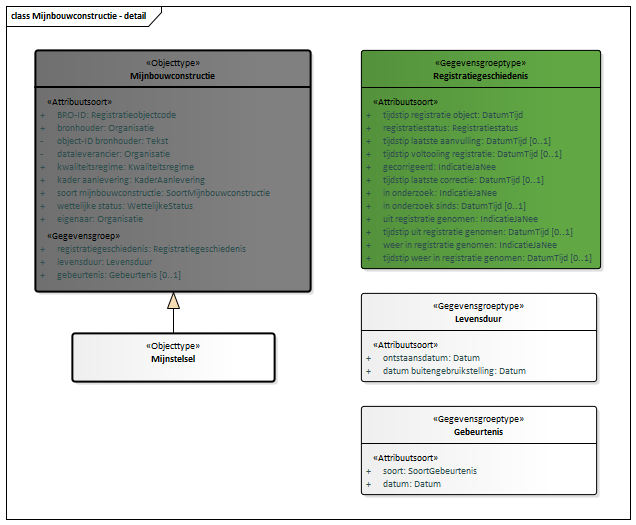 class Mijnbouwconstructie - detail
«Objecttype»
Mijnbouwconstructie
«Attribuutsoort»
+ BRO-ID: Registratieobjectcode
+ bronhouder: Organisatie
- object-ID bronhouder: Tekst
- dataleverancier: Organisatie
+ kwaliteitsregime: Kwaliteitsregime
+ kader aanlevering: KaderAanlevering
+ soort mijnbouwconstructie: SoortMijnbouwconstructie
+ wettelijke status: WettelijkeStatus
+ eigenaar: Organisatie
«Gegevensgroep»
+ registratiegeschiedenis: Registratiegeschiedenis
+ levensduur: Levensduur
+ gebeurtenis: Gebeurtenis [0..1]
«Objecttype»
Mijnstelsel
«Gegevensgroeptype»
Registratiegeschiedenis
«Attribuutsoort»
+ tijdstip registratie object: DatumTijd
+ registratiestatus: Registratiestatus
+ tijdstip laatste aanvulling: DatumTijd [0..1]
+ tijdstip voltooiing registratie: DatumTijd [0..1]
+ gecorrigeerd: IndicatieJaNee
+ tijdstip laatste correctie: DatumTijd [0..1]
+ in onderzoek: IndicatieJaNee
+ in onderzoek sinds: DatumTijd [0..1]
+ uit registratie genomen: IndicatieJaNee
+ tijdstip uit registratie genomen: DatumTijd [0..1]
+ weer in registratie genomen: IndicatieJaNee
+ tijdstip weer in registratie genomen: DatumTijd [0..1]
«Gegevensgroeptype»
Levensduur
«Attribuutsoort»
+ ontstaansdatum: Datum
+ datum buitengebruikstelling: Datum
«Gegevensgroeptype»
Gebeurtenis
«Attribuutsoort»
+ soort: SoortGebeurtenis
+ datum: Datum